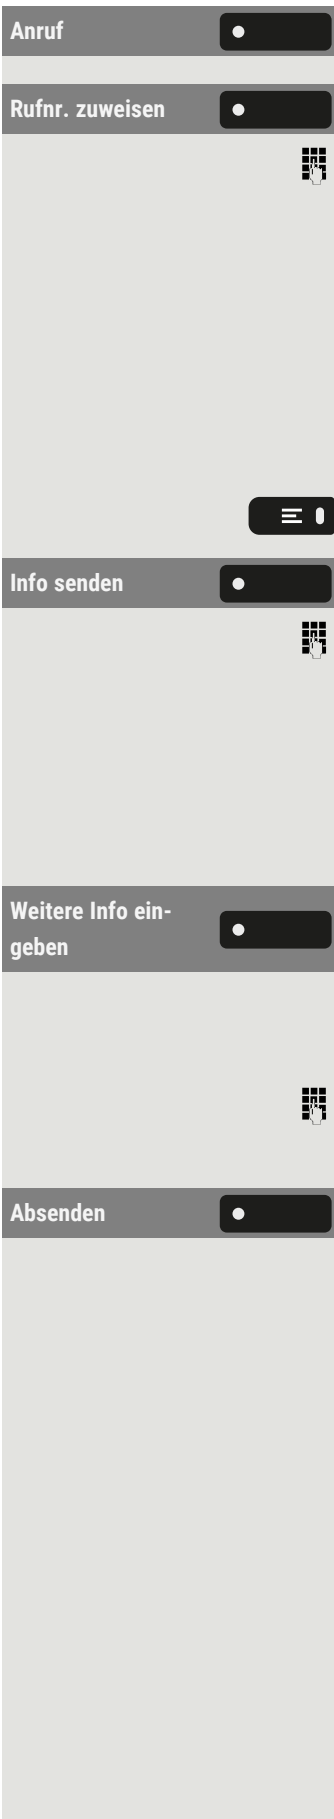 Anruf
Rufnr. zuweisen
Info senden
Weitere Info ein-
geben
Absenden